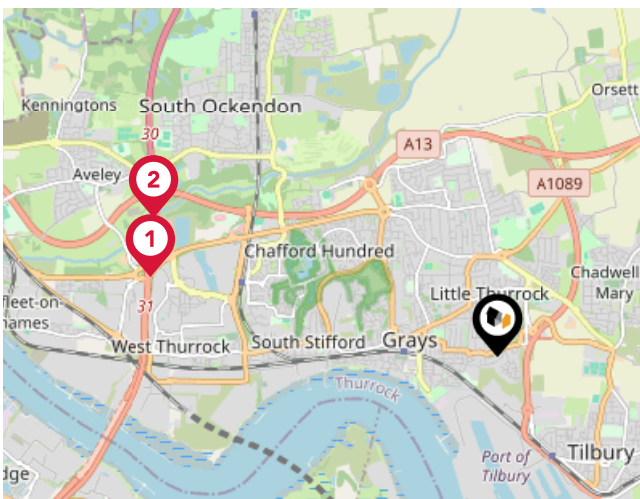 Orsett
Kenningtons
South Ockendon
30
A13
Aveley
2
A1089
1
Chafford Hundred
Chadwell
Mary
Little Thurrock
fleet-on-
names
31
West Thurrock
South Stifford
Grays
Thurrock
Port of
Tilbury
Tilbury
dge